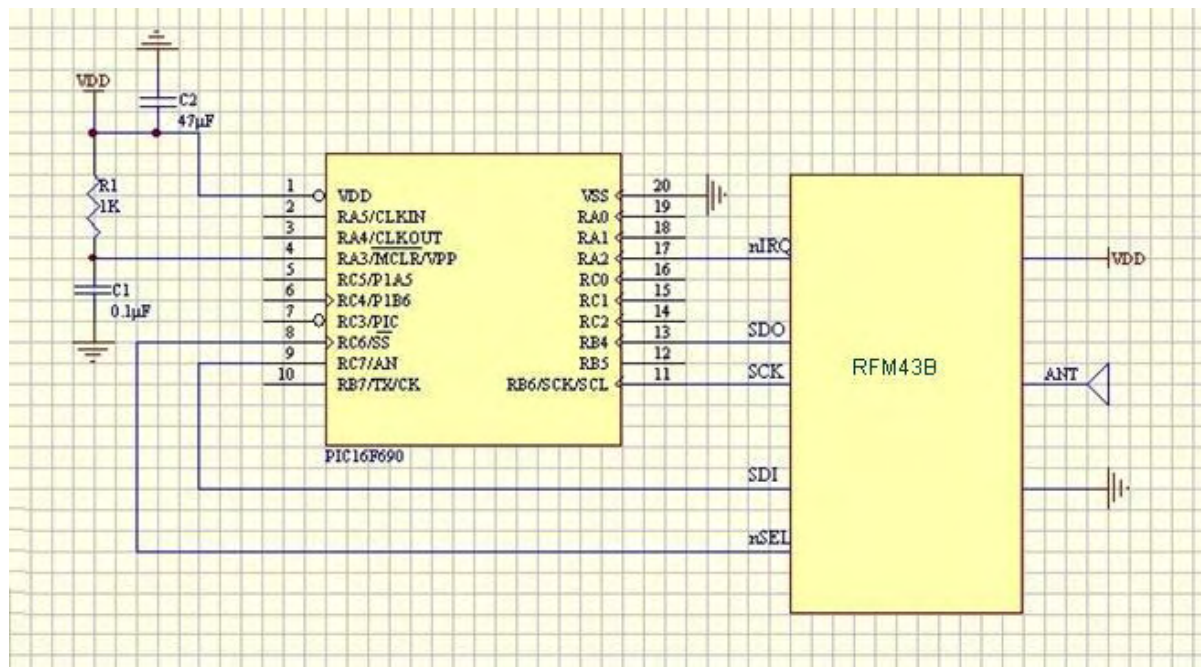 VDD
C2
47µF
R1
1K
C1
0.1µF
1
2
3
4
5
6
7
8
9
10
VDD
RA5/CLKIN
RA4/CLKOUT
RA3/MCLR/VPP
RC5/P1A5
RC4/P1B6
RC3/PIC
RC6/SS
RC7/AN
RB7/TX/CK
VSS
RA0
RA1
RA2
RC0
RC1
RC2
RB4
RB5
RB6/SCK/SCL
20
19
18
17
16
15
14
13
12
11
PIC16F690
nIRQ
SDO
SCK
SDI
nSEL
RFM43B
VDD
ANT